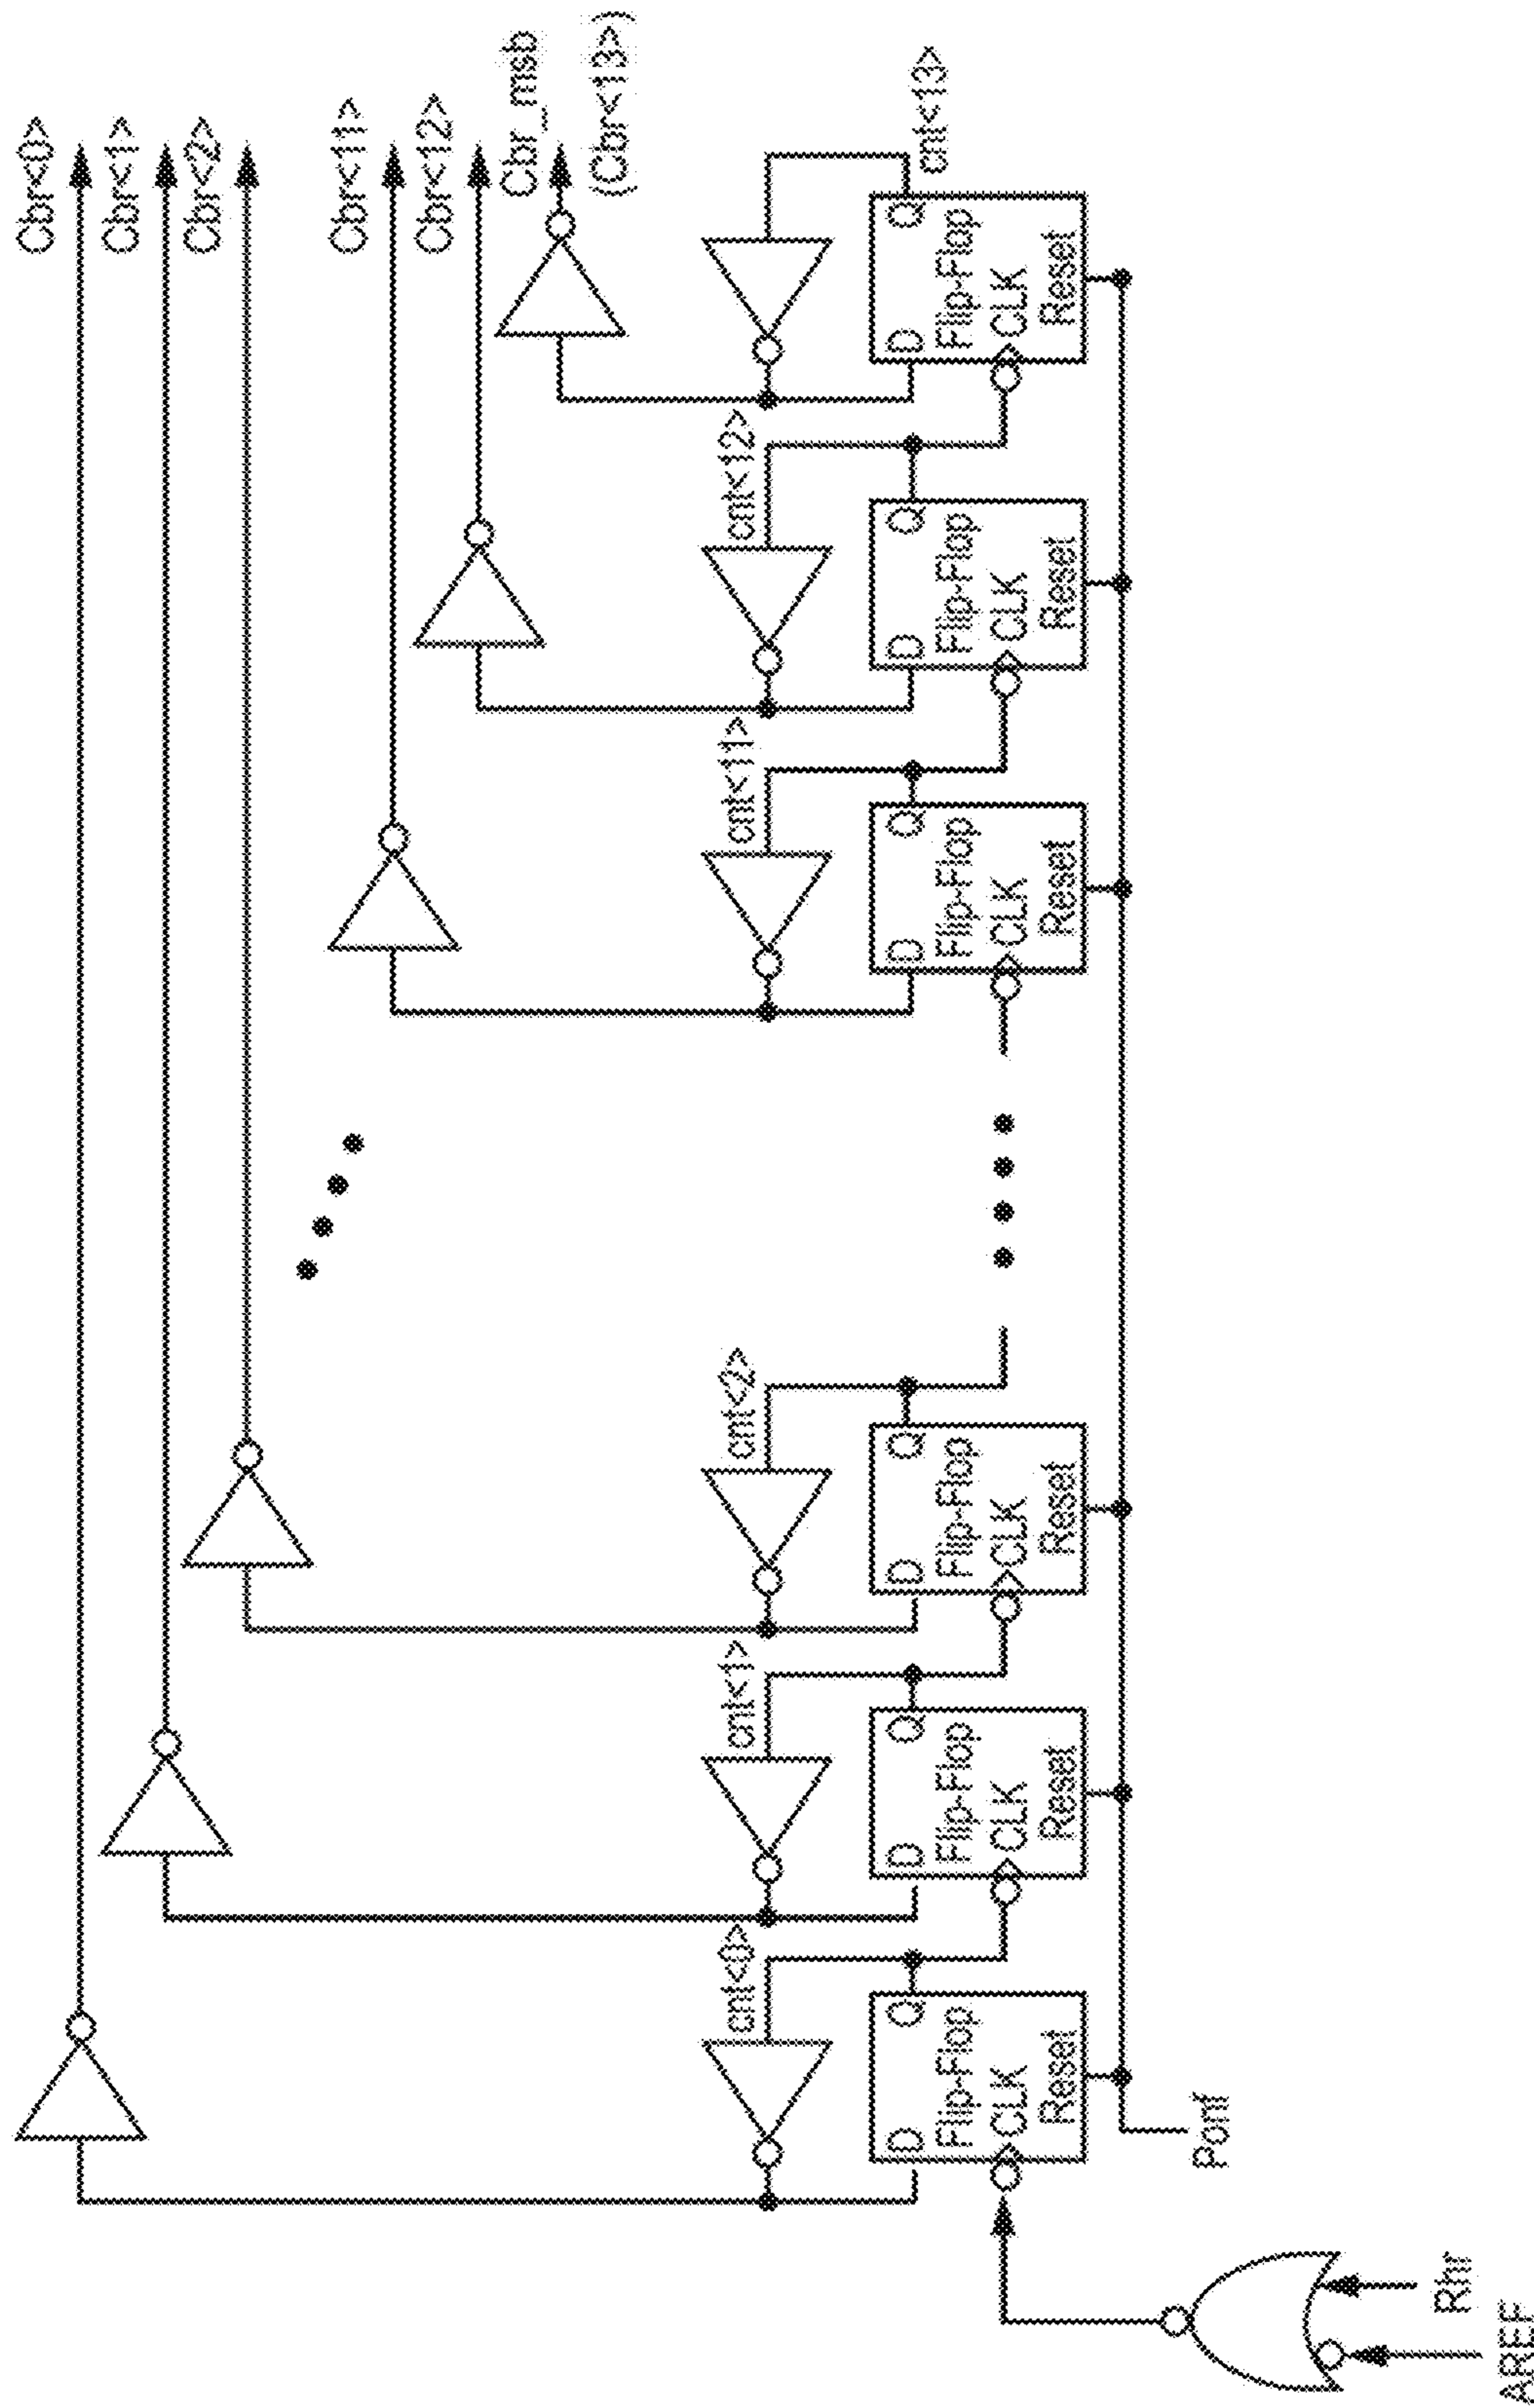 Cbr<0>
Cbr<1>
Cbr<2>
Cbr<11>
Cbr<12>
Cbr_msb
(Cbr<13>)
cnt<0>
cnt<1>
cnt<2>
cnt<11>
cnt<12>
cnt<13>
D Q
Flip-Flop
CLK
Reset
D Q
Flip-Flop
CLK
Reset
D Q
Flip-Flop
CLK
Reset
D Q
Flip-Flop
CLK
Reset
D Q
Flip-Flop
CLK
Reset
D Q
Flip-Flop
CLK
Reset
Ponf
Rhr
AREF